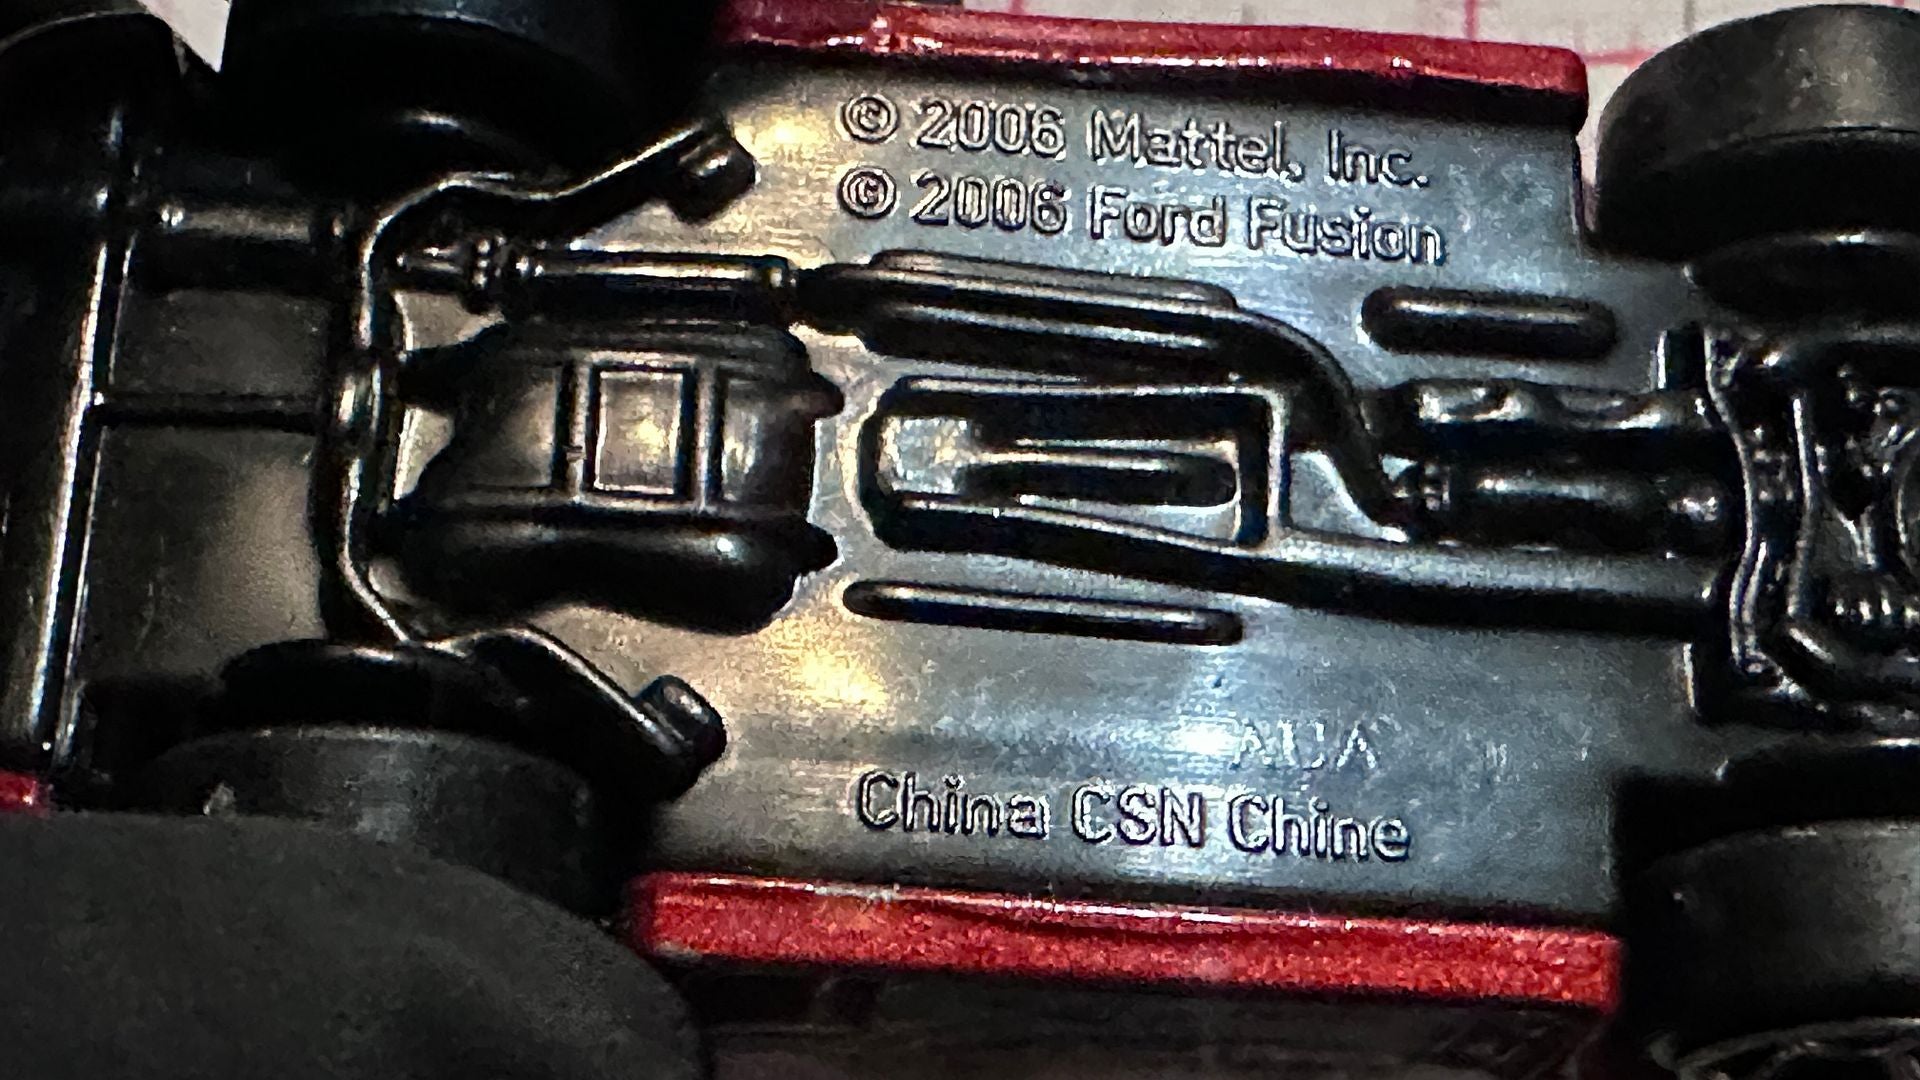 © 2006 Mattel, Inc.
© 2006 Ford Fusion
China CSN Chine